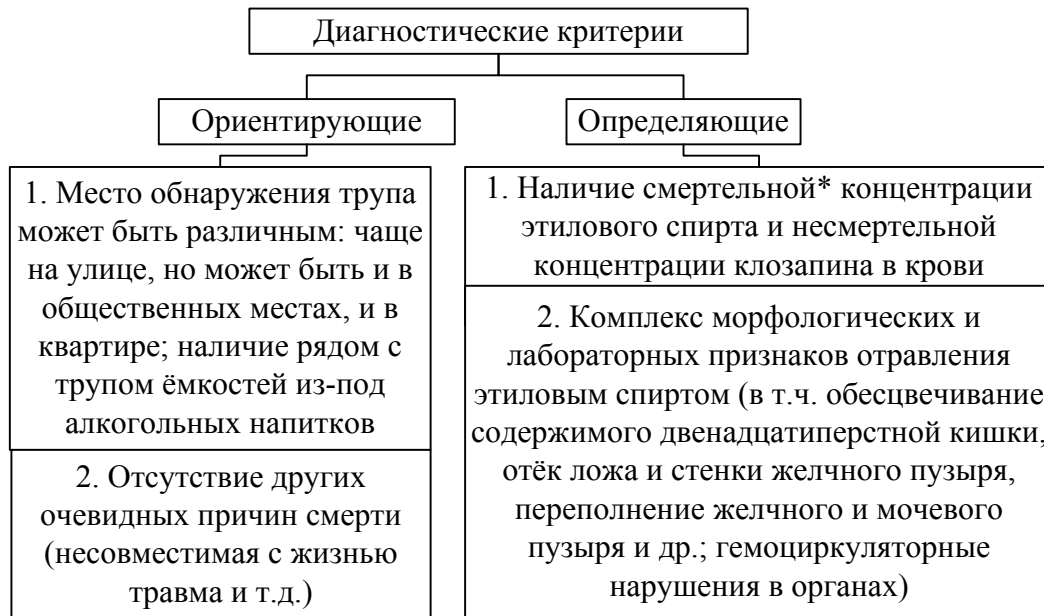 Диагностические критерии
Ориентирующие
Определяющие
1. Место обнаружения трупа
может быть различным: чаще
на улице, но может быть и в
общественных местах, и в
квартире; наличие рядом с
трупом ёмкостей из-под
алкогольных напитков
2. Отсутствие других
очевидных причин смерти
(несовместимая с жизнью
травма и т.д.)
1. Наличие смертельной* концентрации
этилового спирта и несмертельной
концентрации клозапина в крови
2. Комплекс морфологических и
лабораторных признаков отравления
этиловым спиртом (в т.ч. обесцвечивание
содержимого двенадцатиперстной кишки,
отёк ложа и стенки желчного пузыря,
переполнение желчного и мочевого
пузыря и др.; гемоциркуляторные
нарушения в органах)